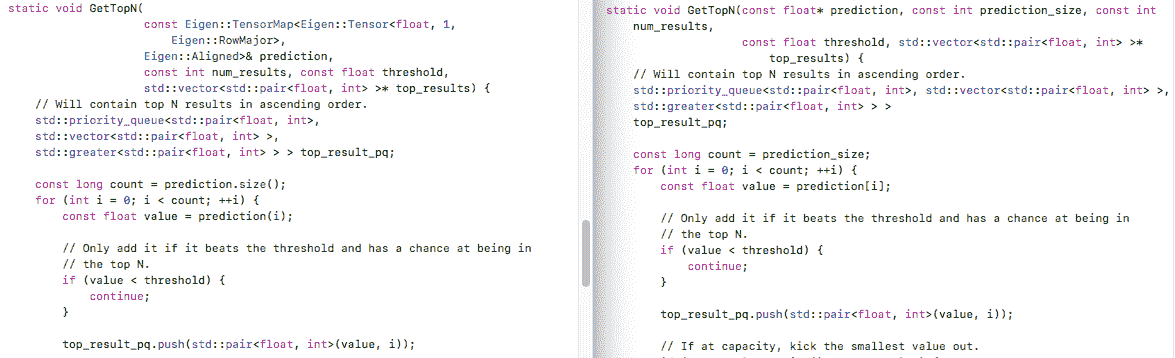 static void GetTopN(
const Eigen::TensorMap<Eigen::Tensor<float, 1,
Eigen::RowMajor>,
Eigen::Aligned>& prediction,
const int num_results, const float threshold,
std::vector<std::pair<float, int> >* top_results) {
// Will contain top N results in ascending order.
std::priority_queue<std::pair<float, int>,
std::vector<std::pair<float, int> >,
std::greater<std::pair<float, int> > > top_result_pq;
const long count = prediction.size();
for (int i = 0; i < count; ++i) {
const float value = prediction(i);
// Only add it if it beats the threshold and has a chance at being in
// the top N.
if (value < threshold) {
continue;
}
top_result_pq.push(std::pair<float, int>(value, i));
static void GetTopN(const float* prediction, const int prediction_size, const int
num_results,
const float threshold, std::vector<std::pair<float, int> >*
top_results) {
// Will contain top N results in ascending order.
std::priority_queue<std::pair<float, int>, std::vector<std::pair<float, int> >,
std::greater<std::pair<float, int> > >
top_result_pq;
const long count = prediction_size;
for (int i = 0; i < count; ++i) {
const float value = prediction[i];
// Only add it if it beats the threshold and has a chance at being in
// the top N.
if (value < threshold) {
continue;
}
top_result_pq.push(std::pair<float, int>(value, i));
// If at capacity, kick the smallest value out.